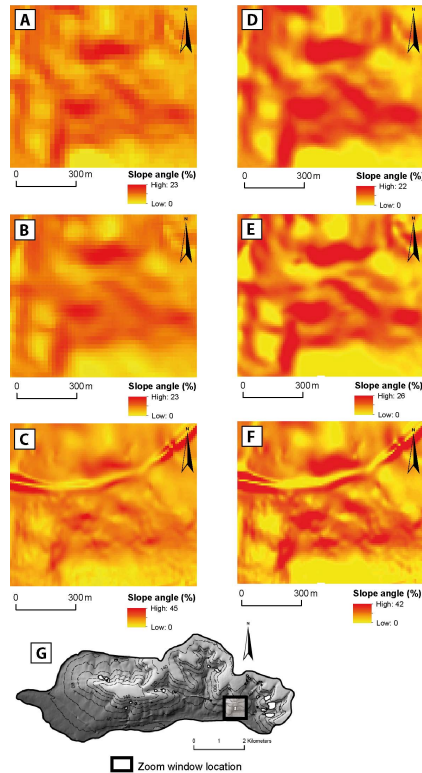 A
N
D
N
0 300 m
Slope angle (%)
High: 23
Low: 0
0 300 m
Slope angle (%)
High: 22
Low: 0
B
N
E
N
0 300 m
Slope angle (%)
High: 23
Low: 0
0 300 m
Slope angle (%)
High: 26
Low: 0
C
N
F
N
0 300 m
Slope angle (%)
High: 45
Low: 0
0 300 m
Slope angle (%)
High: 42
Low: 0
G
N
0 1 2 Kilometers
Zoom window location